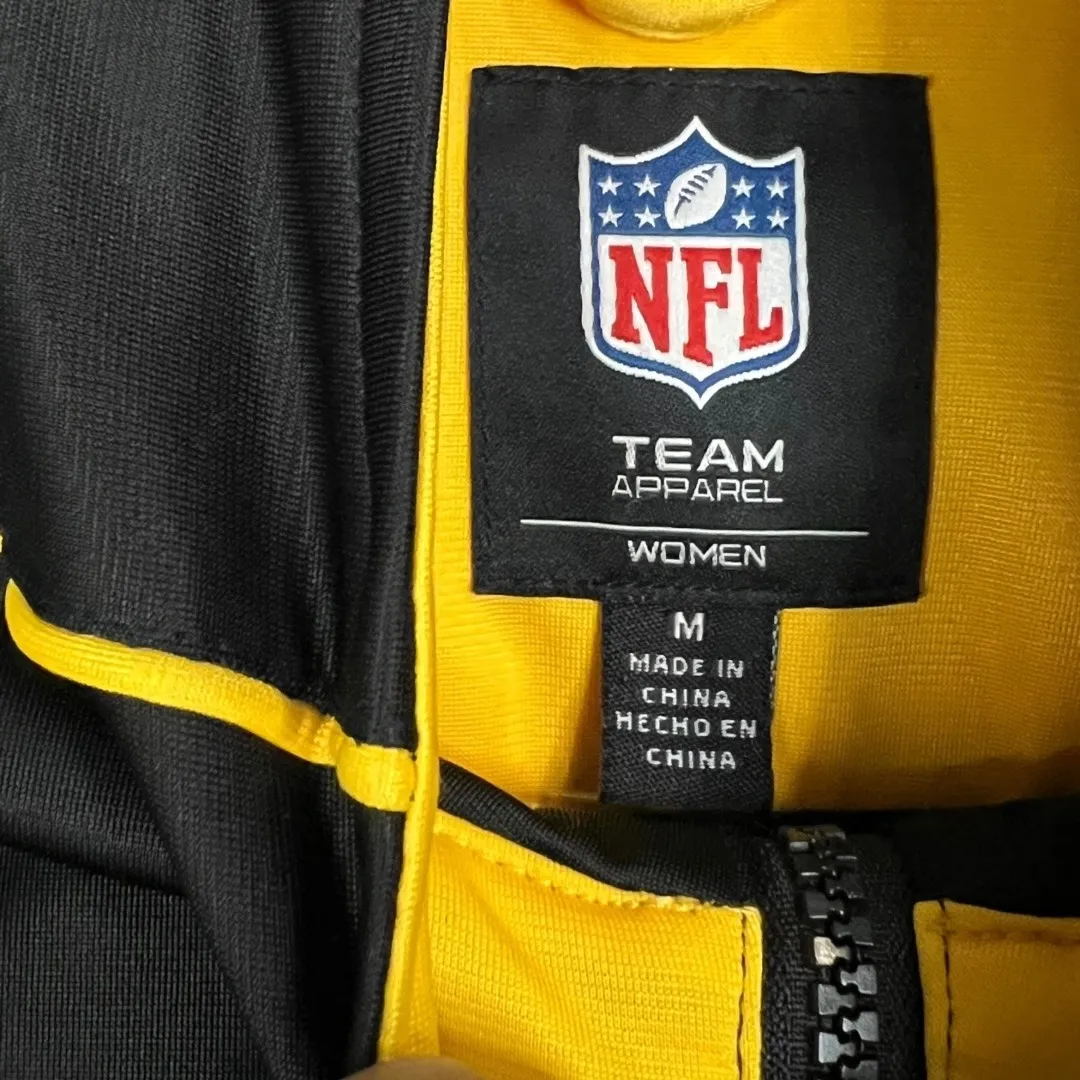 NFL
TEAM
APPAREL
WOMEN
M
MADE IN
CHINA
HECHO EN
CHINA